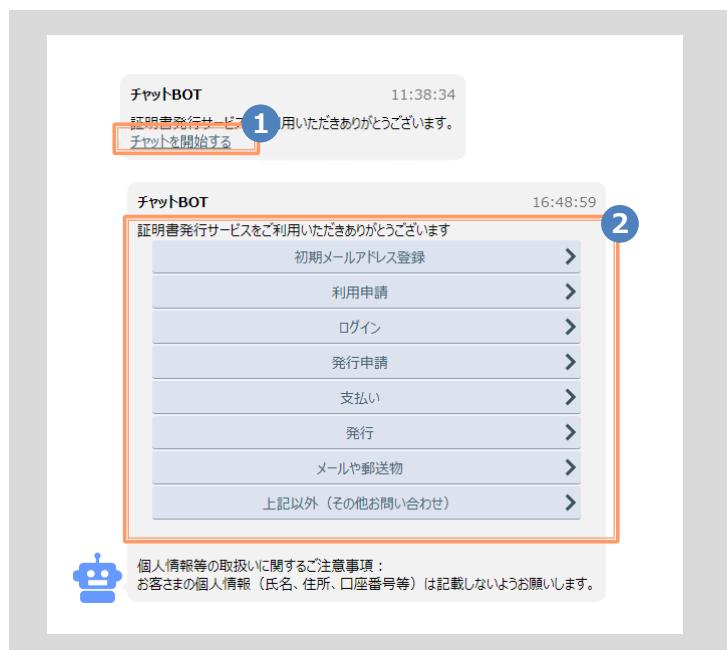 チャットBOT 11:38:34
証明書発行サービス 用いただきありがとうございます。
1
チャットを開始する
チャットBOT 16:48:59
2
証明書発行サービスをご利用いただきありがとうございます
初期メールアドレス登録
利用申請
ログイン
発行申請
支払い
発行
メールや郵送物
上記以外（その他お問い合わせ）
個人情報等の取扱いに関するご注意事項：
お客さまの個人情報（氏名、住所、口座番号等）は記載しないようお願いします。